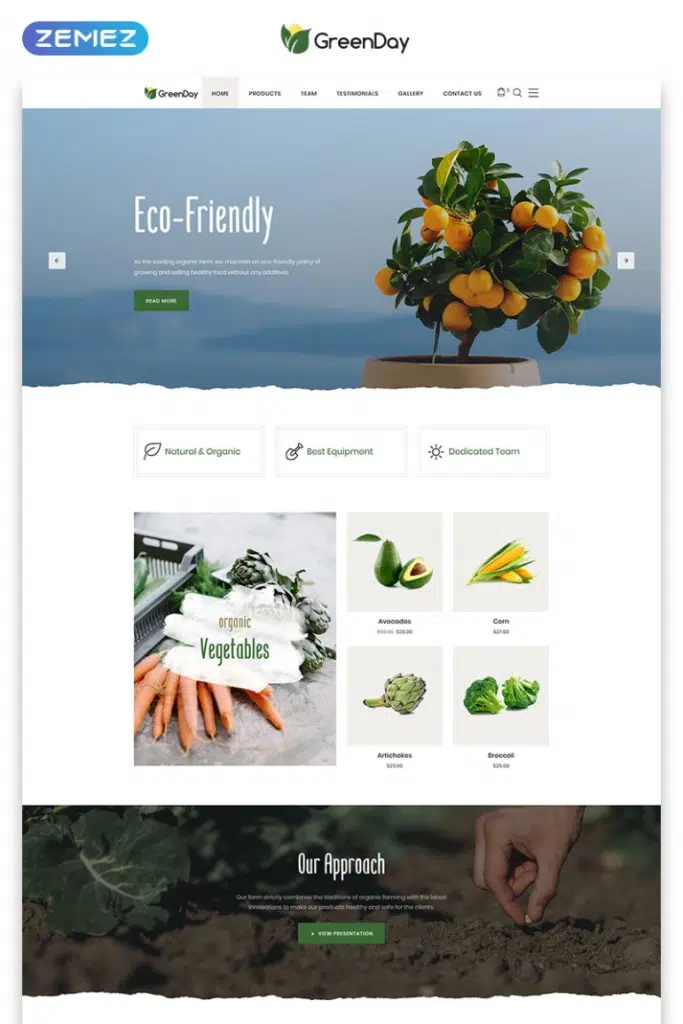 ZEMEZ
GreenDay
GreenDay
HOME
PRODUCTS
TEAM
TESTIMONIALS
GALLERY
CONTACT US
2
Eco-Friendly
As the leading organic farm, we maintain an eco-friendly policy of
growing and selling healthy food without any additives.
READ MORE
Natural & Organic
Best Equipment
Dedicated Team
organic
Vegetables
Avocados
$28.00
Corn
$27.00
Artichokes
$23.00
Broccoli
$25.00
Our Approach
Our farm strictly combines the traditions of organic farming with the latest
innovations to make our products healthy and safe for the clients.
VIEW PRESENTATION